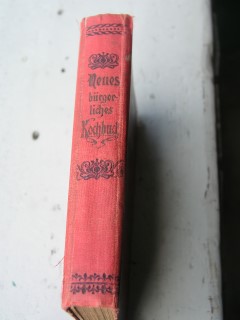 Neues
bürger-
liches
Kochbuch